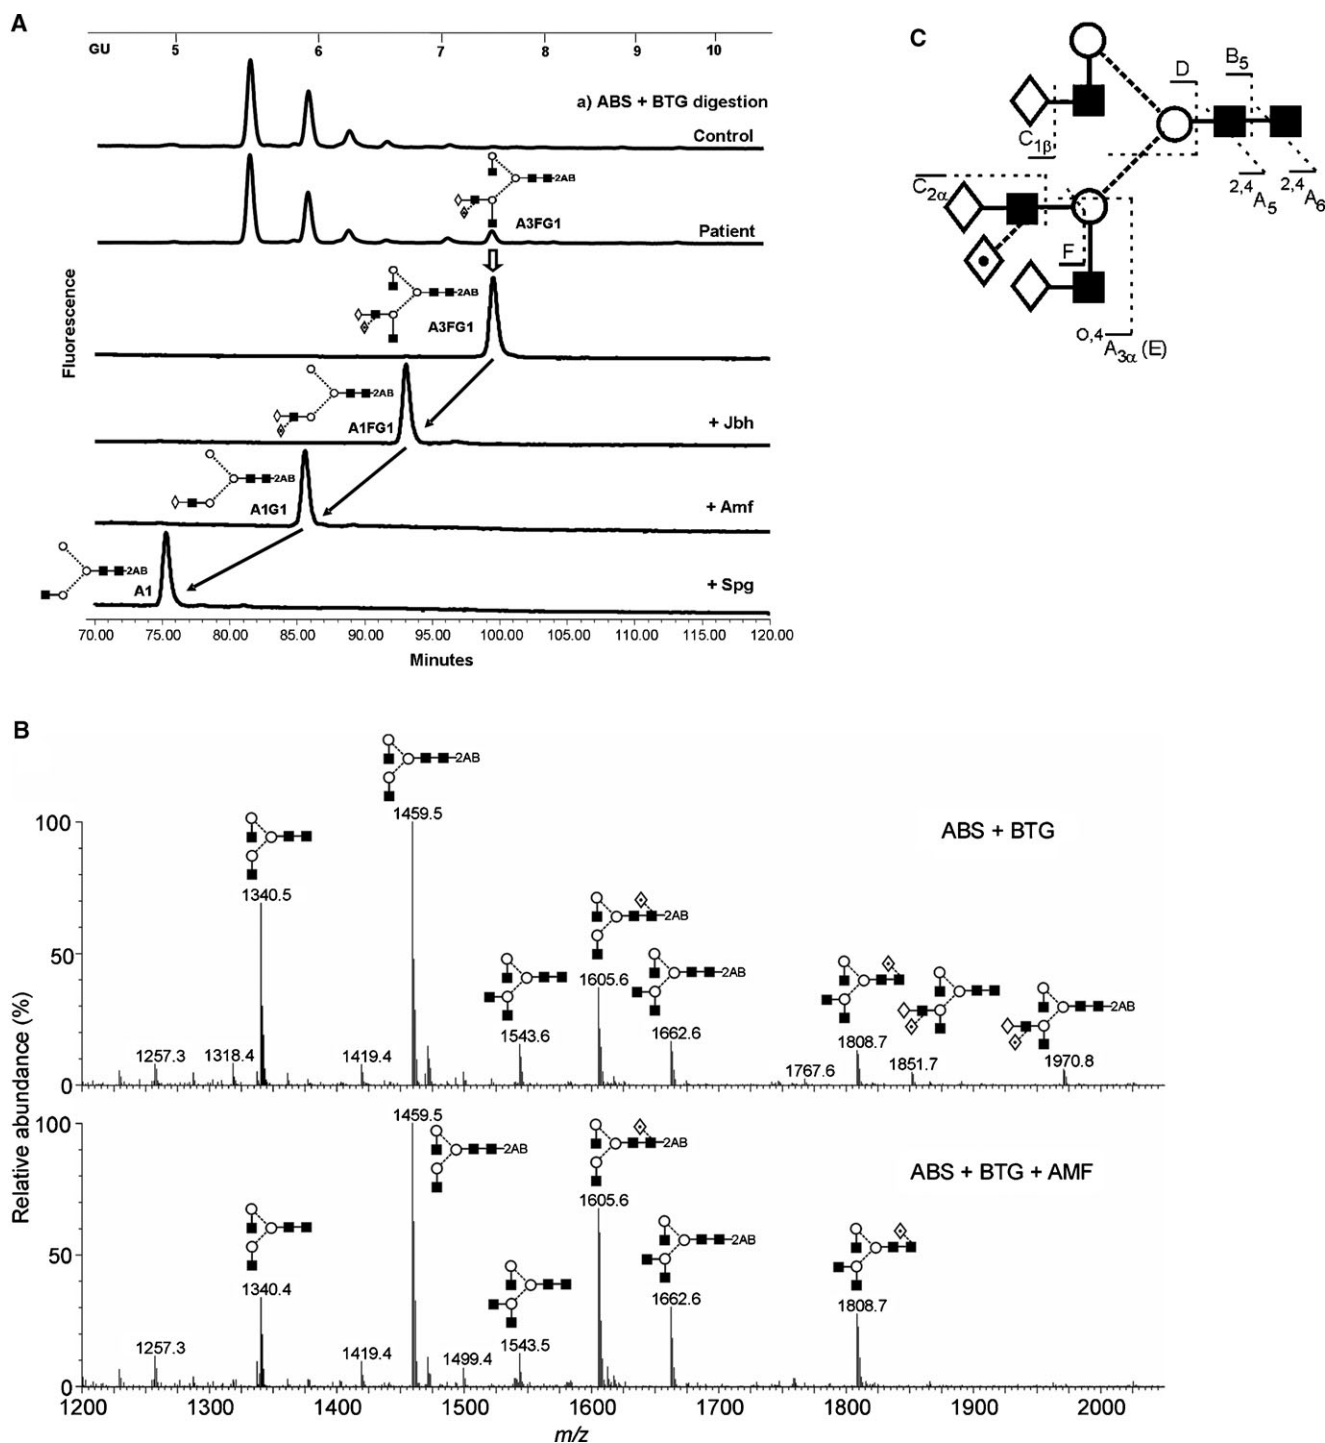 A
GU 5 6 7 8 9 10
a) ABS + BTG digestion
Control
2AB
A3FG1
Patient
2AB
A3FG1
2AB
A1FG1
+ Jbh
2AB
A1G1
+ Amf
2AB
A1
+ Spg
Fluorescence
70.00 75.00 80.00 85.00 90.00 95.00 100.00 105.00 110.00 115.00 120.00
Minutes
C
D
B5
C1β
C2α
2,4A5
2,4A6
F
O,4A3α (E)
B
ABS + BTG
2AB
1459.5
1340.5
2AB
1605.6
2AB
1543.6
1662.6
2AB
1808.7
1851.7
1970.8
1257.3
1318.4
1419.4
1767.6
100
50
0
Relative abundance (%)
ABS + BTG + AMF
1459.5
2AB
2AB
1605.6
2AB
1340.4
1662.6
1808.7
1543.5
1257.3
1419.4
1499.4
100
50
0
1200 1300 1400 1500 1600 1700 1800 1900 2000
m/z